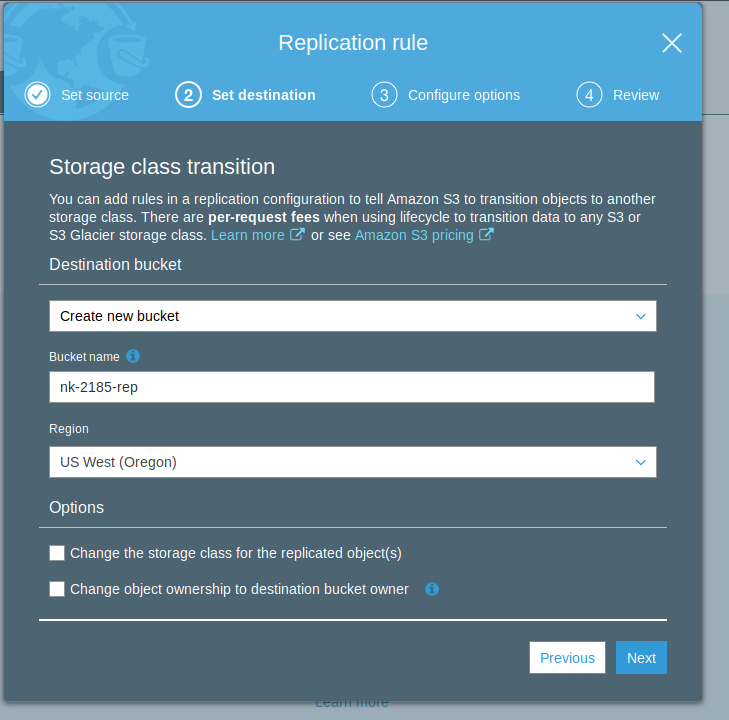 Replication rule
Set source
2 Set destination
3 Configure options
4 Review
Storage class transition
You can add rules in a replication configuration to tell Amazon S3 to transition objects to another
storage class. There are per-request fees when using lifecycle to transition data to any S3 or
S3 Glacier storage class. Learn more or see Amazon S3 pricing
Destination bucket
Create new bucket
Bucket name
nk-2185-rep
Region
US West (Oregon)
Options
Change the storage class for the replicated object(s)
Change object ownership to destination bucket owner
Previous Next
Learn more